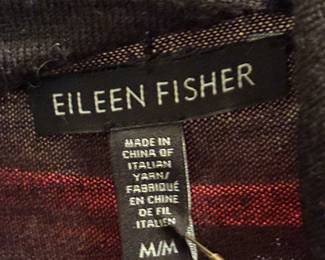 EILEEN FISHER
MADE IN
CHINA OF
ITALIAN
YARN/
FABRIQUÉ
EN CHINE
DE FIL
ITALIEN
M/M